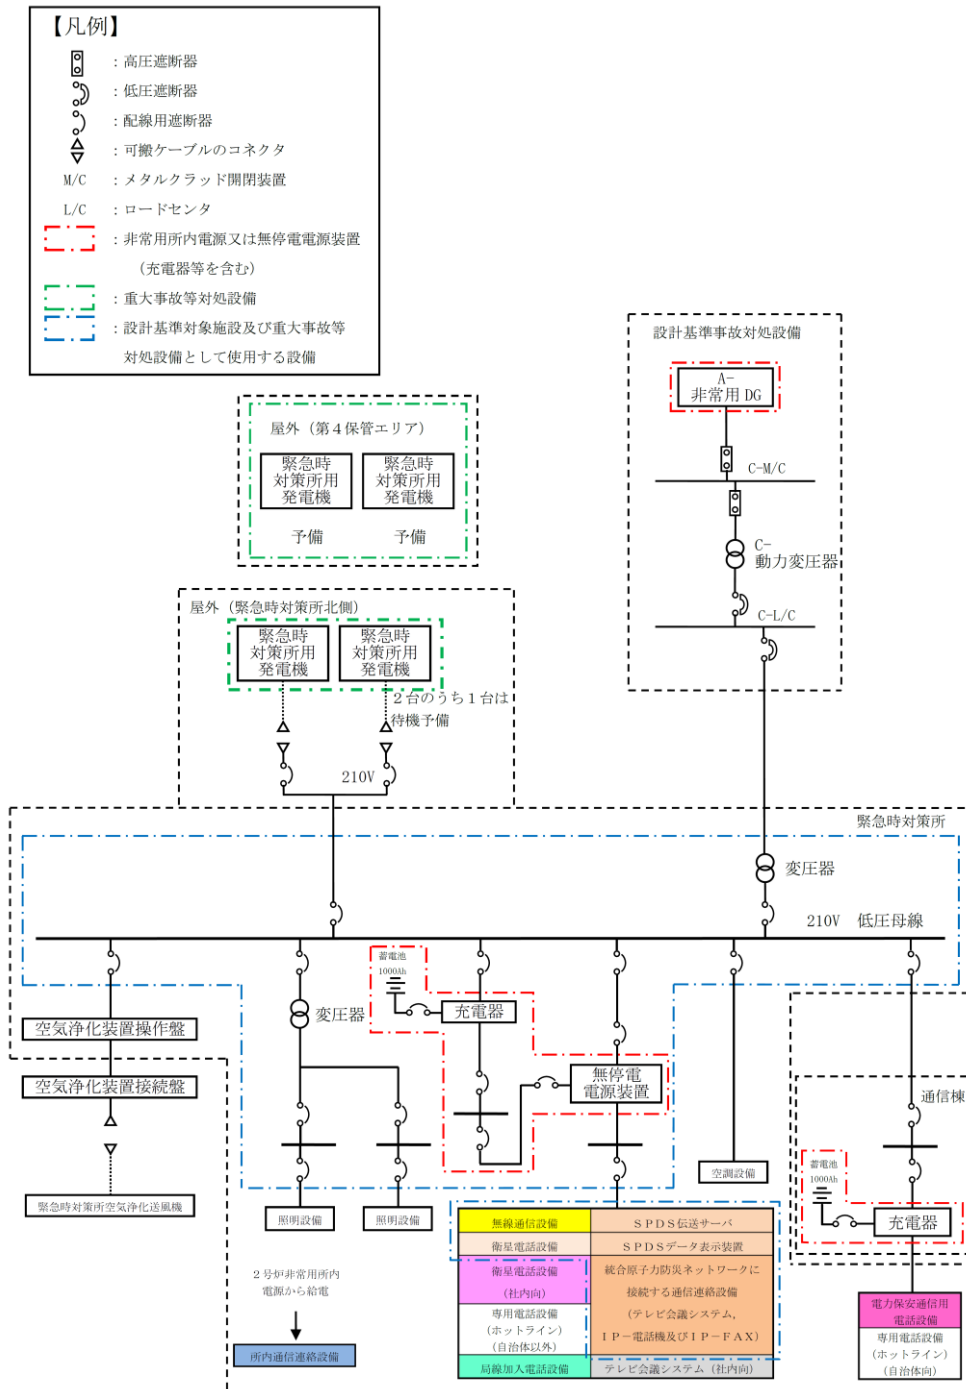 【凡例】
：高圧遮断器
：低圧遮断器
：配線用遮断器
：可搬ケーブルのコネクタ
M/C ：メタルクラッド開閉装置
L/C ：ロードセンタ
：非常用所内電源又は無停電電源装置
（充電器等を含む）
：重大事故等対処設備
：設計基準対象施設及び重大事故等
対処設備として使用する設備
設計基準事故対処設備
A-
非常用 DG
C-M/C
C-
動力変圧器
C-L/C
屋外（第４保管エリア）
緊急時
対策所用
発電機
緊急時
対策所用
発電機
予備
予備
屋外（緊急時対策所北側）
緊急時
対策所用
発電機
緊急時
対策所用
発電機
２台のうち１台は
待機予備
210V
緊急時対策所
変圧器
210V 低圧母線
蓄電池
1000Ah
充電器
変圧器
空気浄化装置操作盤
空気浄化装置接続盤
無停電
電源装置
通信棟
空調設備
蓄電池
1000Ah
充電器
緊急時対策所空気浄化送風機
照明設備
照明設備
２号炉非常用所内
電源から給電
所内通信連絡設備
無線通信設備
衛星電話設備
衛星電話設備
（社内向）
専用電話設備
（ホットライン）
（自治体以外）
局線加入電話設備
ＳＰＤＳ伝送サーバ
ＳＰＤＳデータ表示装置
統合原子力防災ネットワークに
接続する通信連絡設備
（テレビ会議システム，
ＩＰ－電話機及びＩＰ－FAX）
テレビ会議システム（社内向）
電力保安通信用
電話設備
専用電話設備
（ホットライン）
（自治体向）